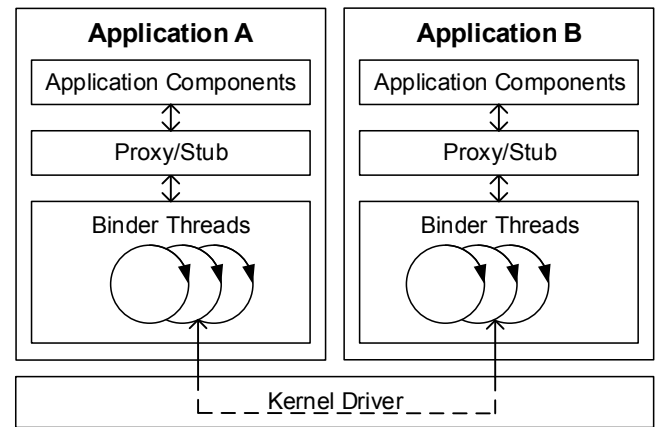 Application A
Application Components
Proxy/Stub
Binder Threads
Application B
Application Components
Proxy/Stub
Binder Threads
Kernel Driver